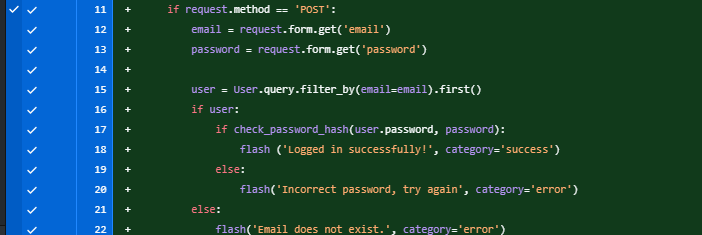 11 + if request.method == 'POST':
12 + email = request.form.get('email')
13 + password = request.form.get('password')
14 +
15 + user = User.query.filter_by(email=email).first()
16 + if user:
17 + if check_password_hash(user.password, password):
18 + flash ('Logged in successfully!', category='success')
19 + else:
20 + flash('Incorrect password, try again', category='error')
21 + else:
22 + flash('Email does not exist.', category='error')